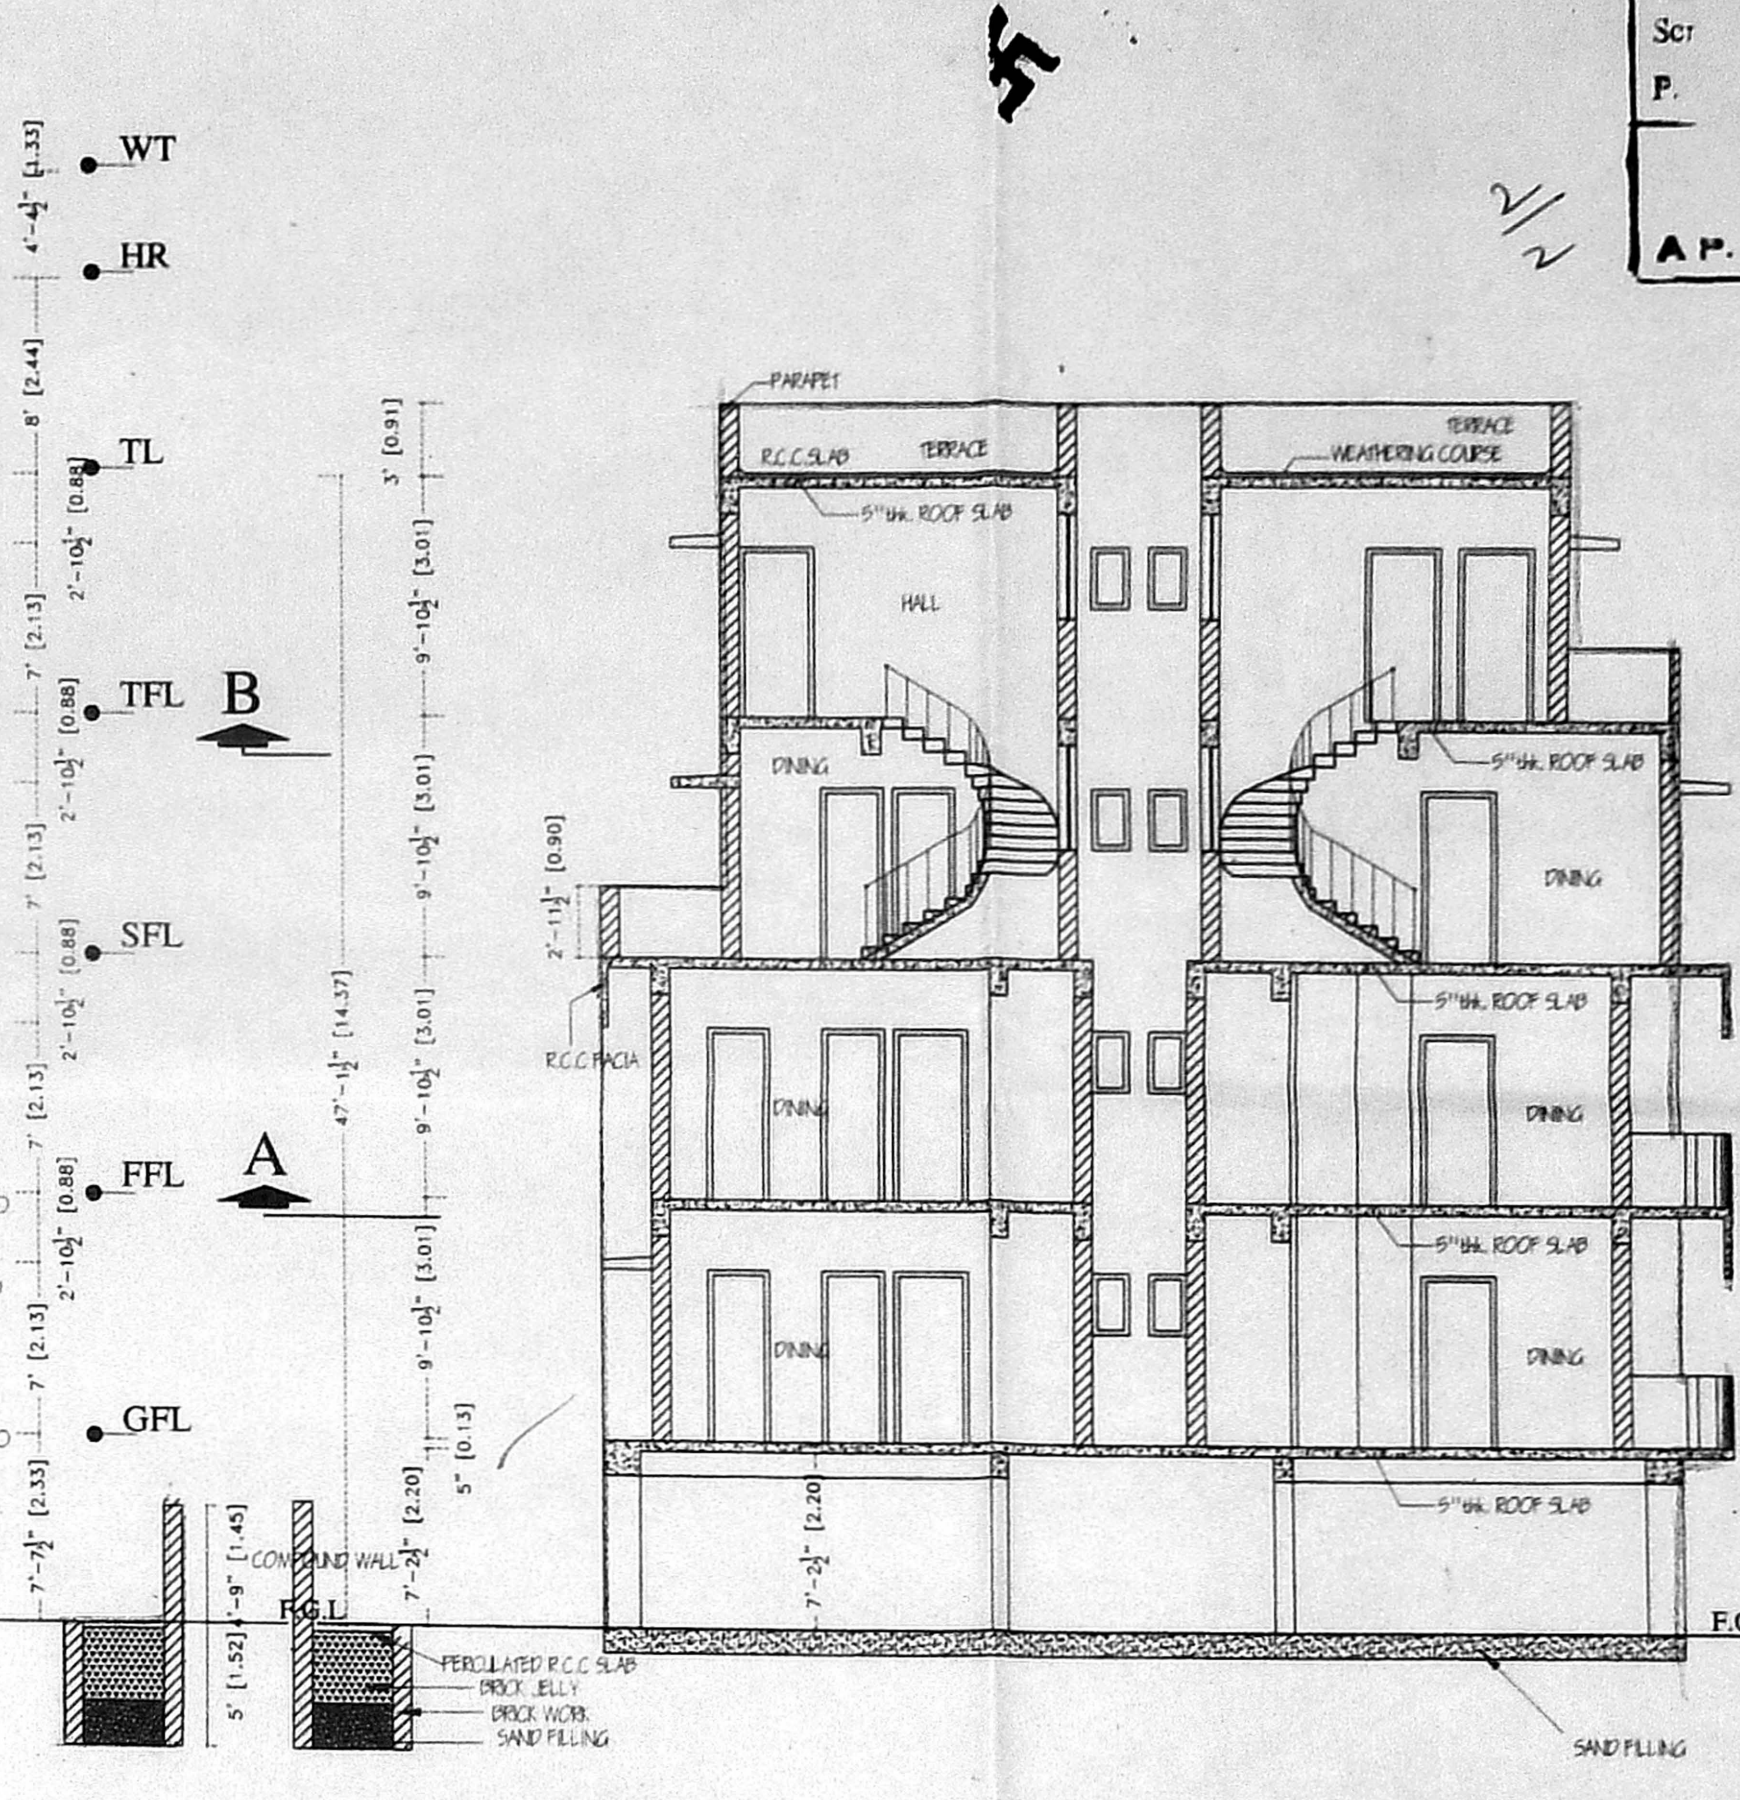 Scr
P.
A P.
2/2
WT
HR
TL
TFL
SFL
FFL
GFL
B
A
4'-4½" [1.33]
8' [2.44]
2'-10½" [0.88]
7' [2.13]
2'-10½" [0.88]
7' [2.13]
2'-10½" [0.88]
7' [2.13]
2'-10½" [0.88]
7' [2.13]
7'-7½" [2.33]
47'-1½" [14.37]
3' [0.91]
9'-10½" [3.01]
9'-10½" [3.01]
9'-10½" [3.01]
9'-10½" [3.01]
5" [0.13]
7'-2½" [2.20]
2'-11½" [0.90]
PARAPET
R.C.C.SLAB
TERRACE
TERRACE
WEATHERING COURSE
5"thk. ROOF SLAB
HALL
DINING
5"thk. ROOF SLAB
DINING
5"thk. ROOF SLAB
R.C.C FACIA
DINING
DINING
5"thk. ROOF SLAB
DINING
DINING
5"thk. ROOF SLAB
7'-2½" [2.20]
COMPOUND WALL
4'-9" [1.45]
5' [1.52]
F.G.L
PERCULATED R.C.C SLAB
BRICK JELLY
BRICK WORK
SAND FILLING
SAND FILLING